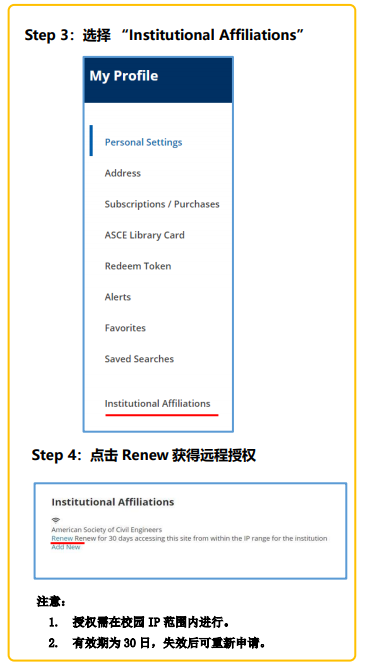 Step 3：选择 “Institutional Affiliations”
My Profile
Personal Settings
Address
Subscriptions / Purchases
ASCE Library Card
Redeem Token
Alerts
Favorites
Saved Searches
Institutional Affiliations
Step 4：点击 Renew 获得远程授权
Institutional Affiliations
American Society of Civil Engineers
Renew Renew for 30 days accessing this site from within the IP range for the institution
Add New
注意：
1. 授权需在校园 IP 范围内进行。
2. 有效期为 30 日，失效后可重新申请。